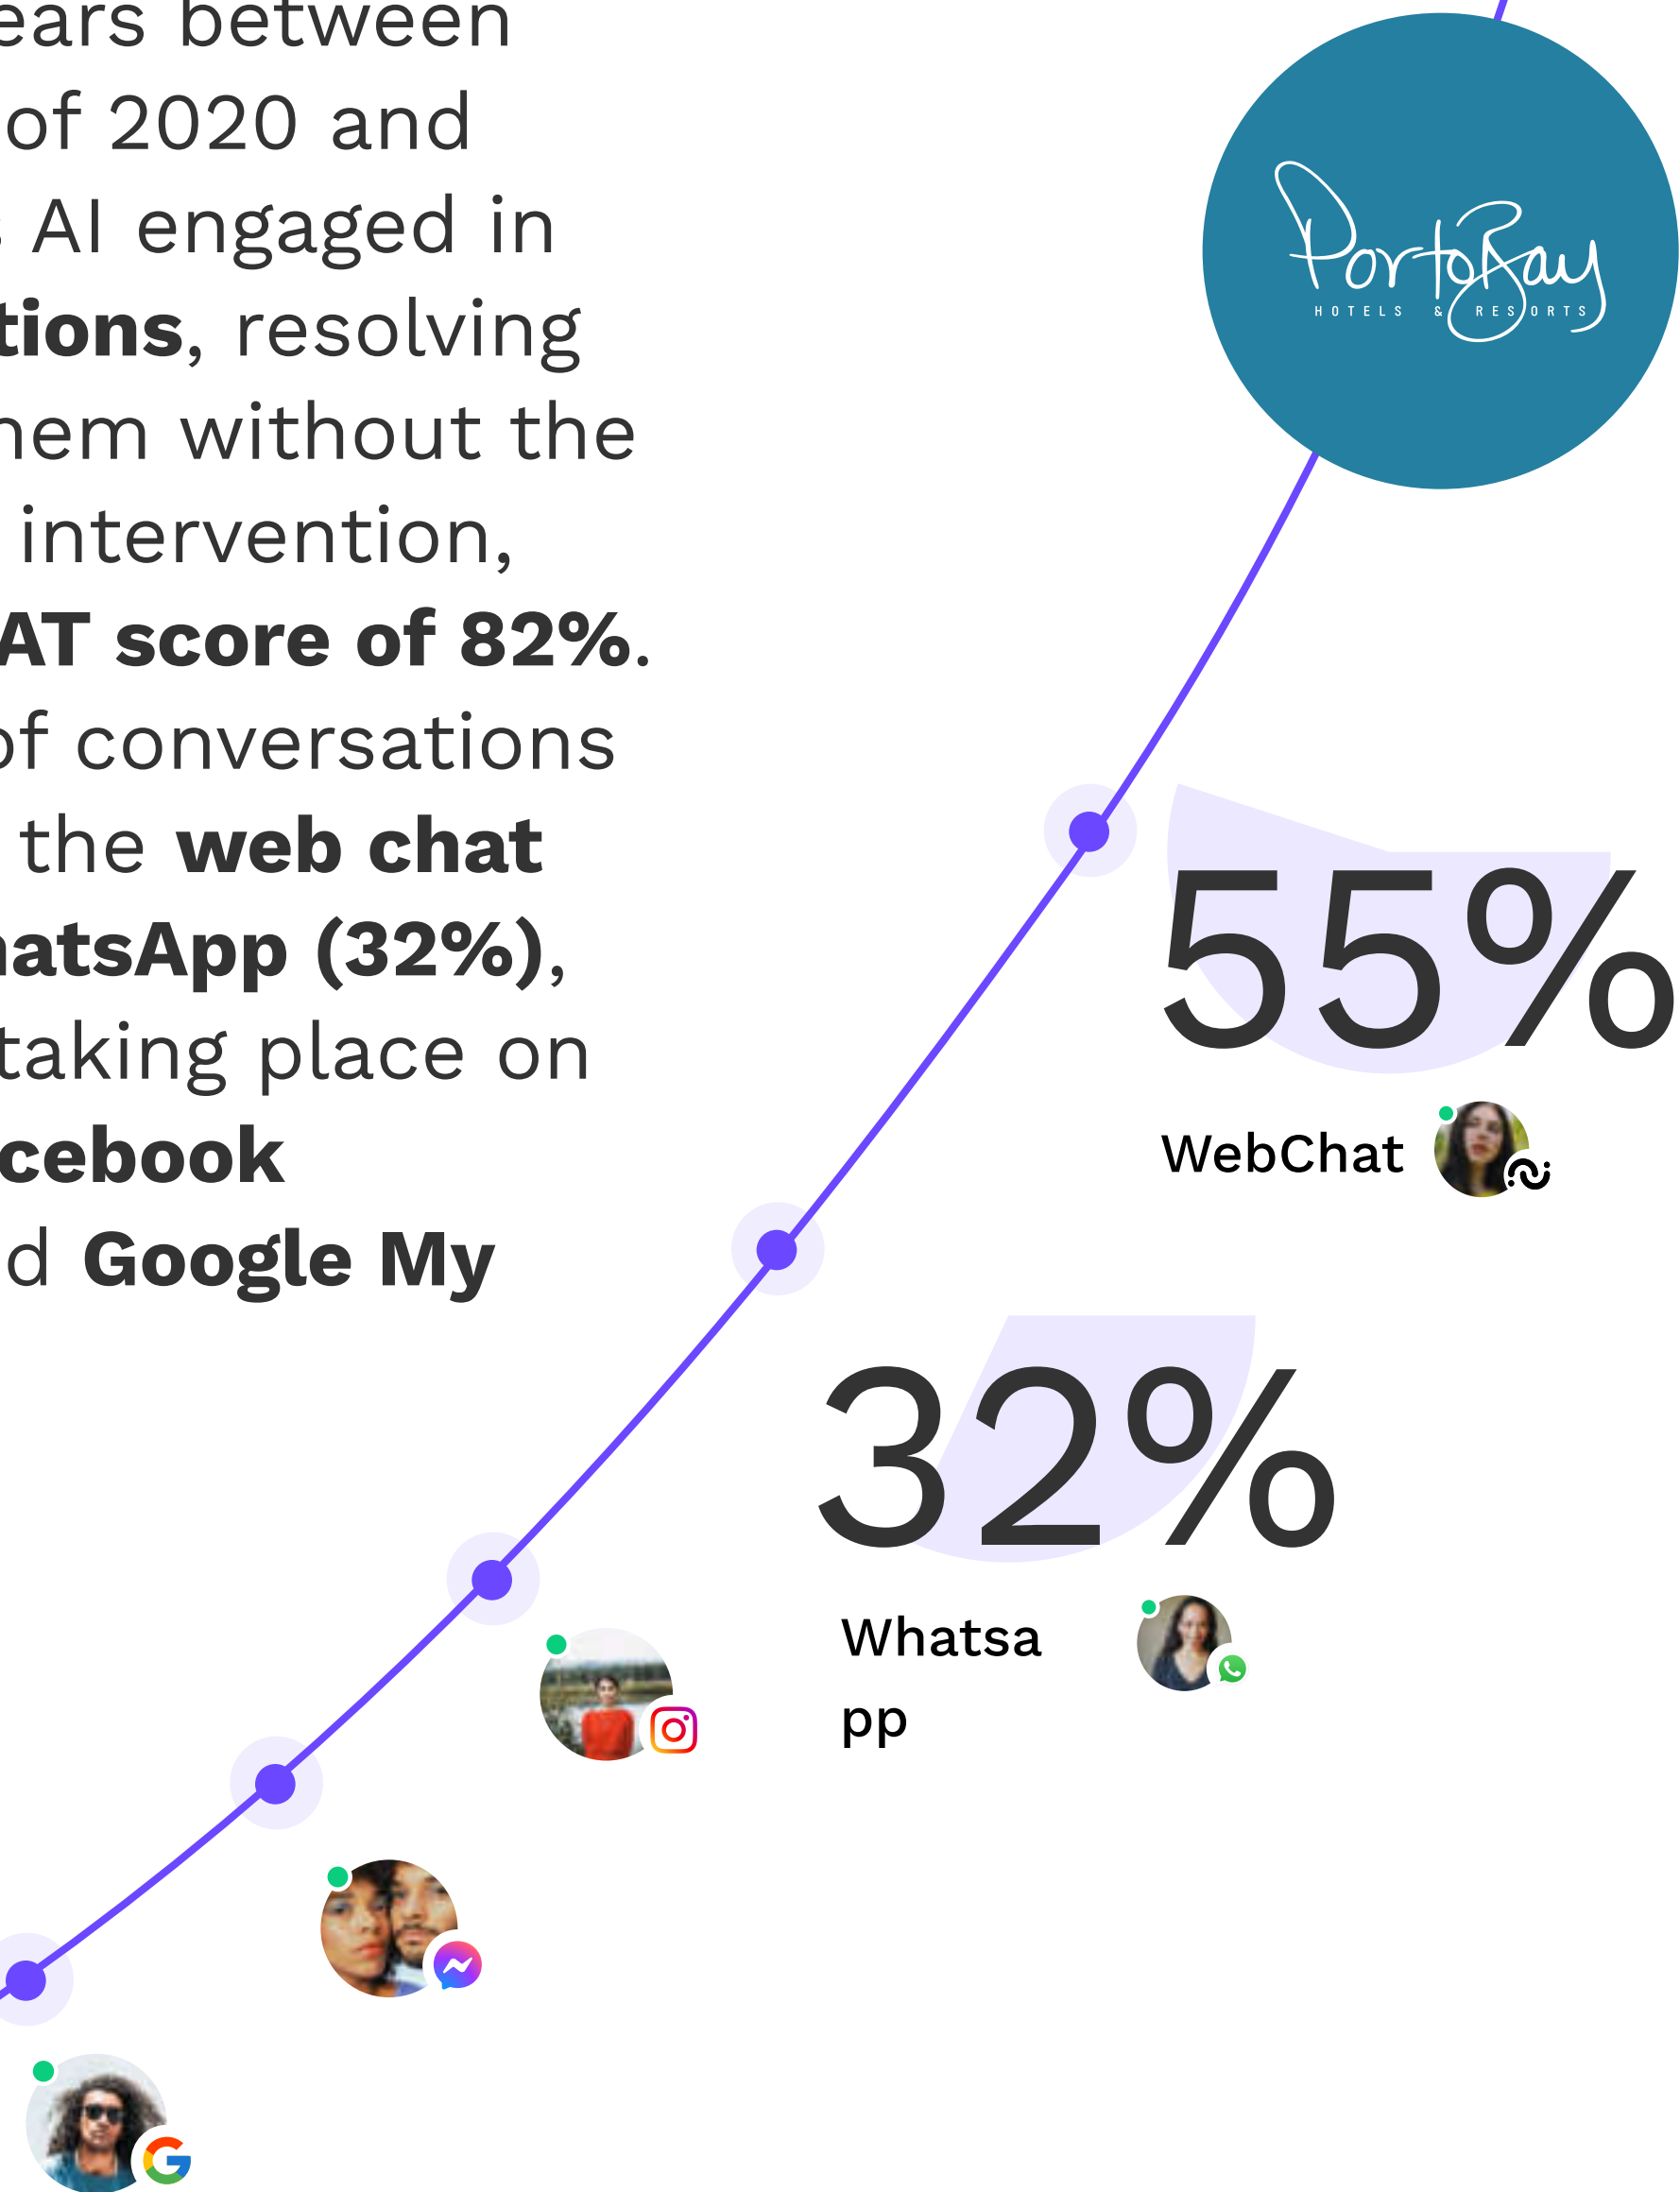 ears between
of 2020 and
AI engaged in
tions, resolving
hem without the
intervention,
AT score of 82%.
of conversations
the web chat
hatsApp (32%),
taking place on
cebook
d Google My
PortoBay
HOTELS & RESORTS
55%
WebChat
32%
Whatsa
pp